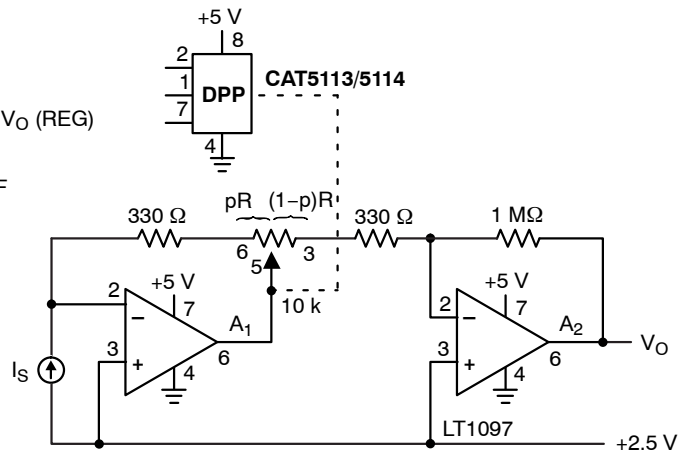 +5 V
8
2
1
7
DPP
4
CAT5113/5114
V_O (REG)
F
pR (1−p)R
330 Ω
330 Ω
1 MΩ
6
5
3
10 k
2
+5 V
7
−
3
+
A1
6
4
I_S
2
+5 V
7
−
3
+
A2
6
4
V_O
LT1097
+2.5 V